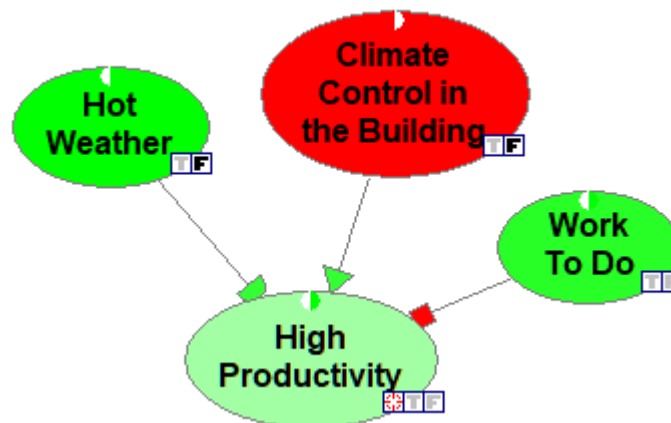 Climate
Control in
the Building
T F
Hot
Weather
T F
Work
To Do
T F
High
Productivity
T F